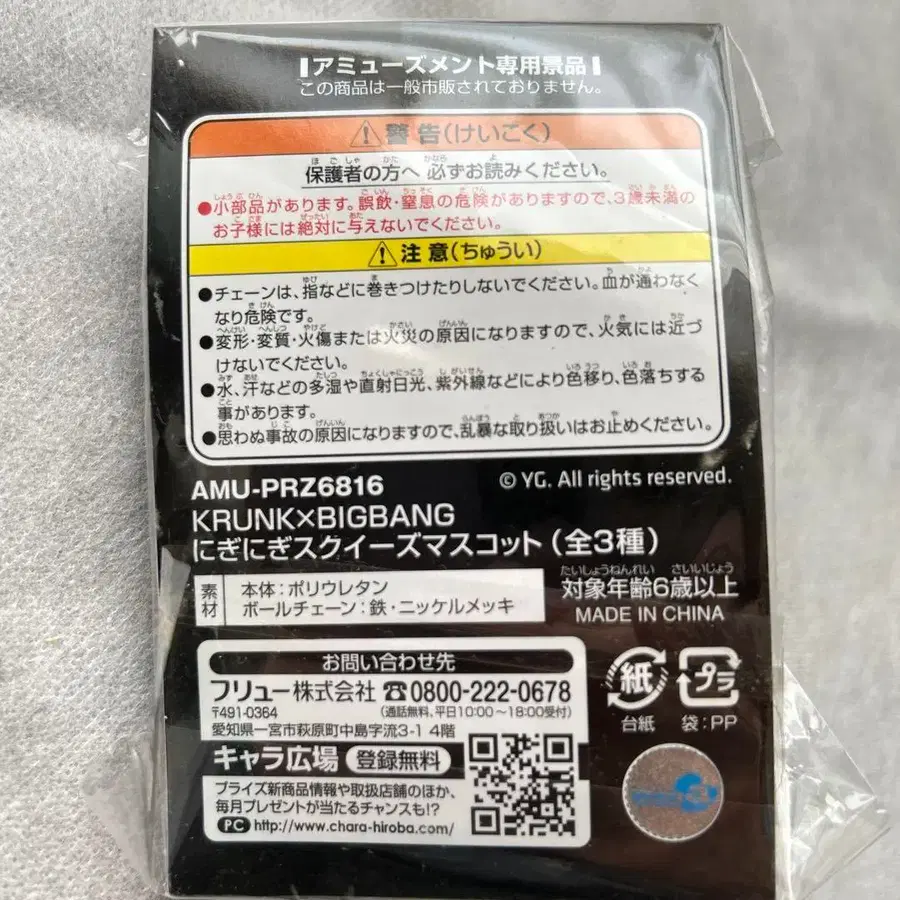 アミューズメント専用景品
この商品は一般市販されておりません。
⚠警告(けいこく)
保護者の方へ 必ずお読みください。
●小部品があります。誤飲・窒息の危険がありますので、3歳未満の
お子様には絶対に与えないでください。
⚠注意(ちゅうい)
●チェーンは、指などに巻きつけたりしないでください。血が通わなく
なり危険です。
●変形・変質・火傷または火災の原因になりますので、火気には近づ
けないでください。
●水、汗などの多湿や直射日光、紫外線などにより色移り、色落ちする
事があります。
●思わぬ事故の原因になりますので、乱暴な取り扱いはお止めください。
© YG. All rights reserved.
AMU-PRZ6816
KRUNK×BIGBANG
にぎにぎスクイーズマスコット(全3種)
素材
本体:ポリウレタン
ボールチェーン:鉄・ニッケルメッキ
対象年齢6歳以上
MADE IN CHINA
お問い合わせ先
フリュー株式会社 ☎0800-222-0678
〒491-0364 (通話無料、平日10:00~18:00受付)
愛知県一宮市萩原町中島字流3-1 4階
キャラ広場 登録無料
プライズ新商品情報や取扱店舗のほか、
毎月プレゼントが当たるチャンスも!?
PC http://www.chara-hiroba.com/
紙
台紙
プラ
袋:PP